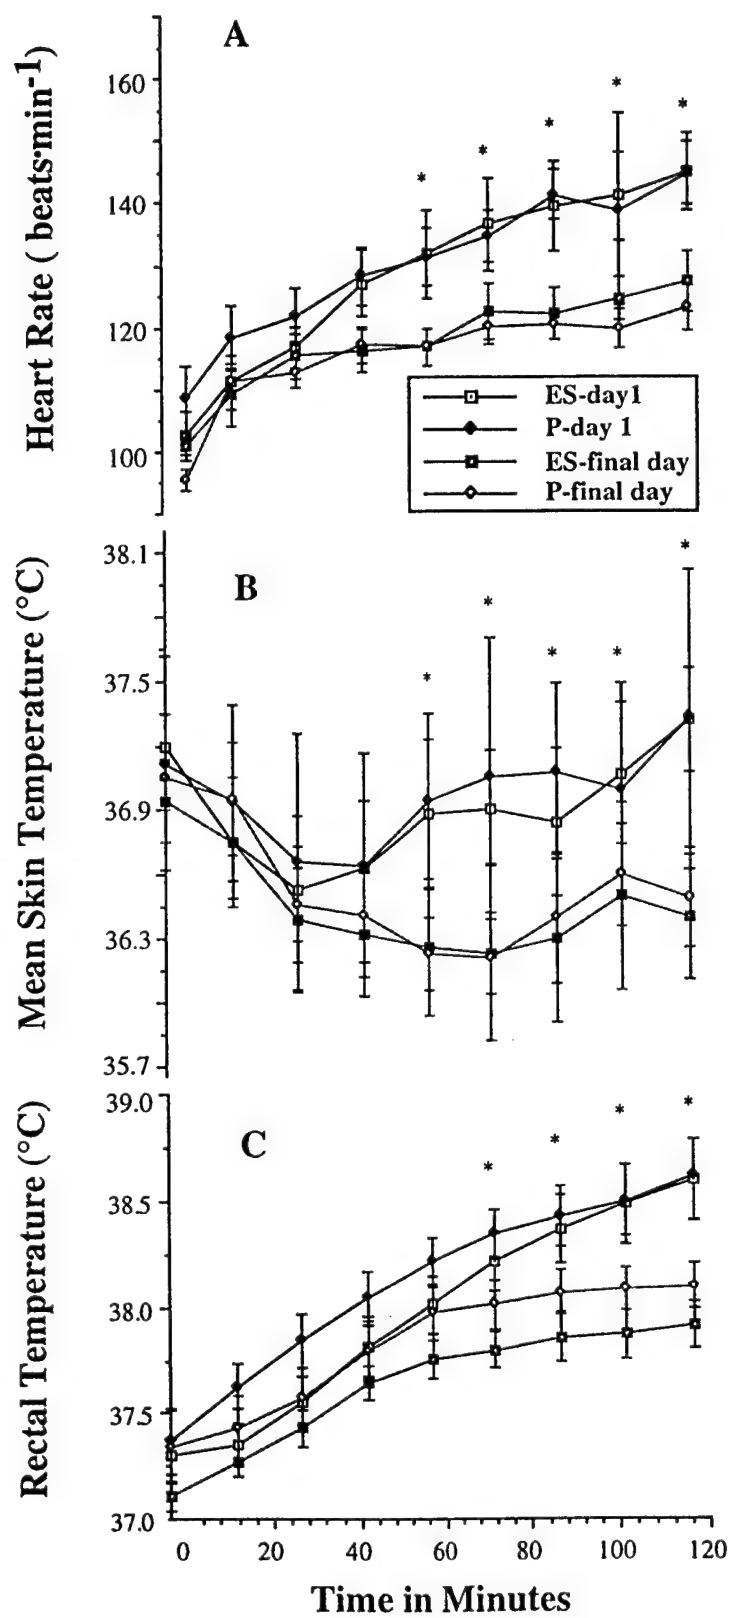 A
Heart Rate ( beats·min-1)
160
140
120
100
* * * * *
ES-day1
P-day 1
ES-final day
P-final day
B
Mean Skin Temperature (°C)
38.1
37.5
36.9
36.3
35.7
* * * * *
C
Rectal Temperature (°C)
39.0
38.5
38.0
37.5
37.0
* * * *
0 20 40 60 80 100 120
Time in Minutes